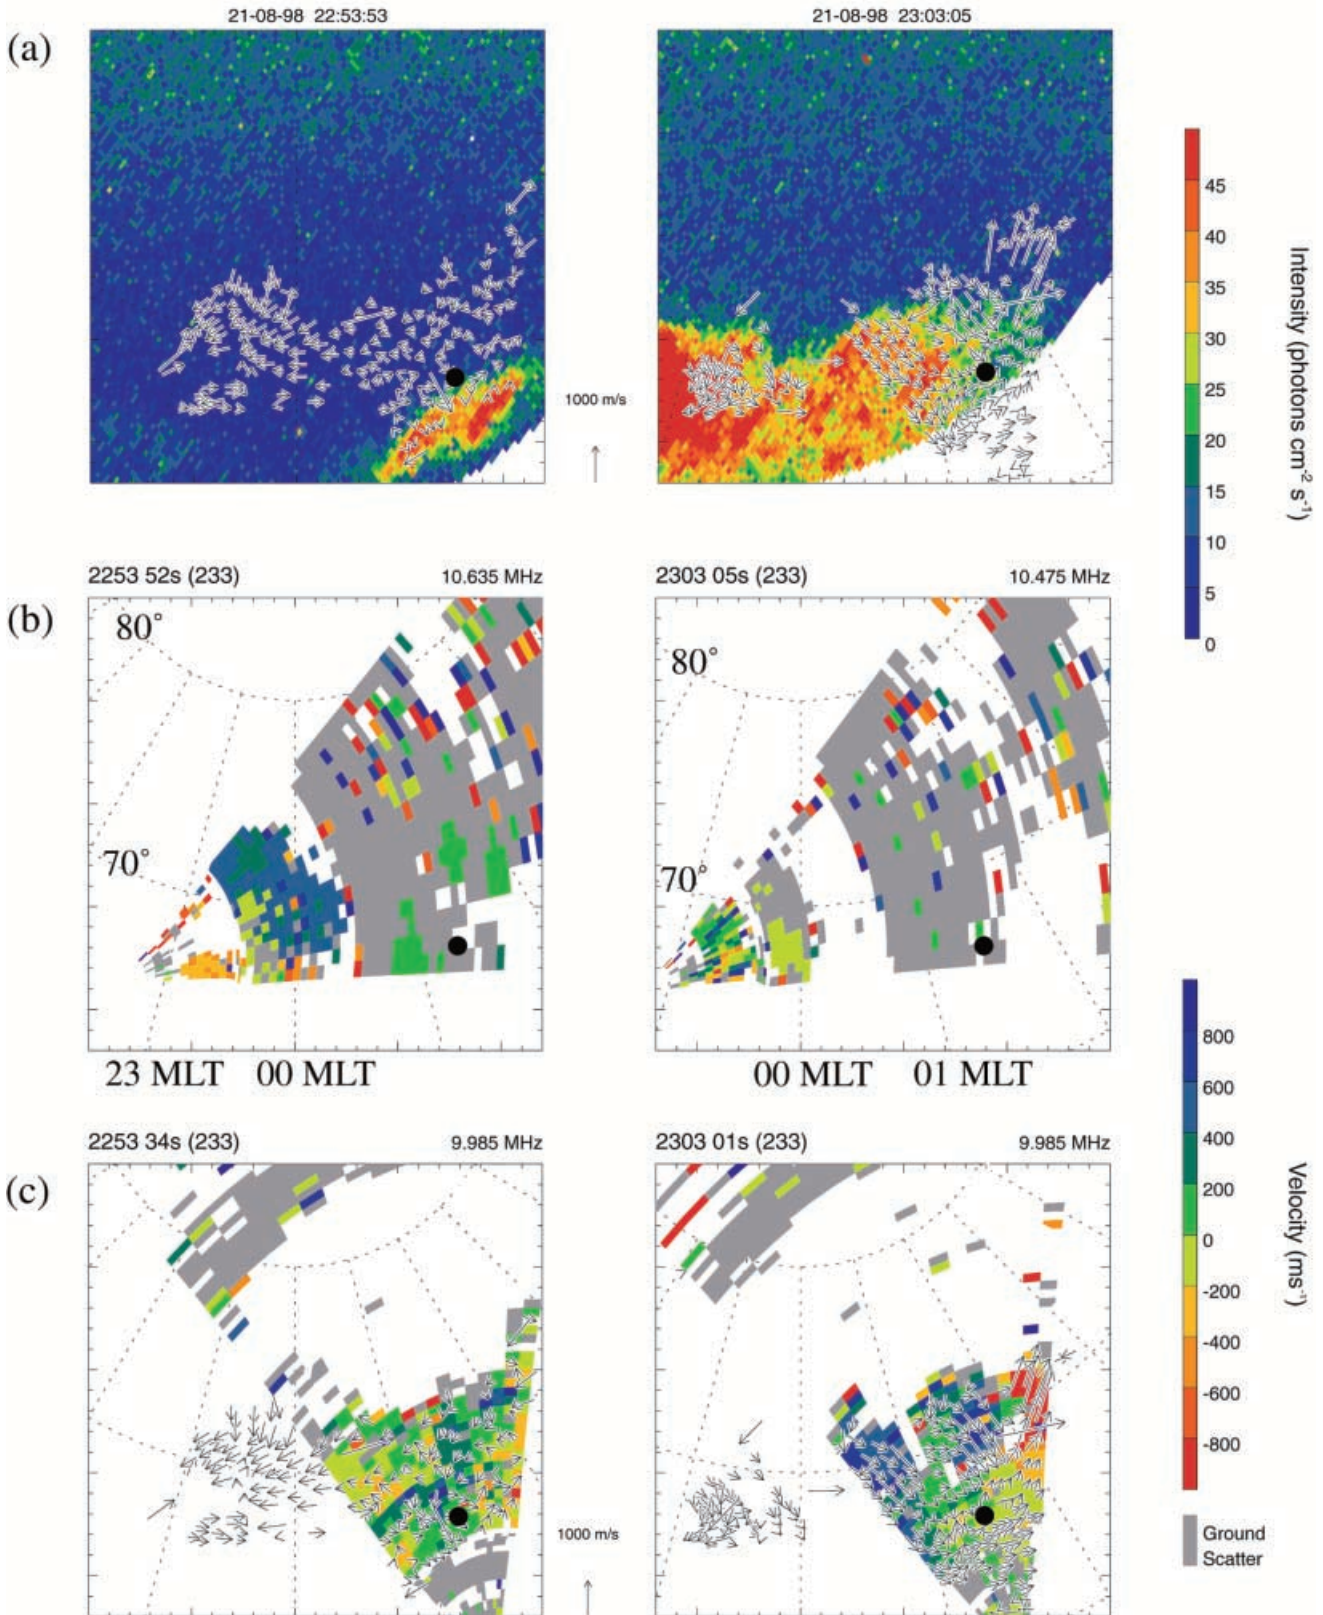 21-08-98 22:53:53
21-08-98 23:03:05
(a)
1000 m/s
45
40
35
30
25
20
15
10
5
0
Intensity (photons cm⁻² s⁻¹)
2253 52s (233)
10.635 MHz
2303 05s (233)
10.475 MHz
(b)
80°
70°
80°
70°
23 MLT
00 MLT
00 MLT
01 MLT
2253 34s (233)
9.985 MHz
2303 01s (233)
9.985 MHz
(c)
1000 m/s
800
600
400
200
0
-200
-400
-600
-800
Velocity (ms⁻¹)
Ground
Scatter